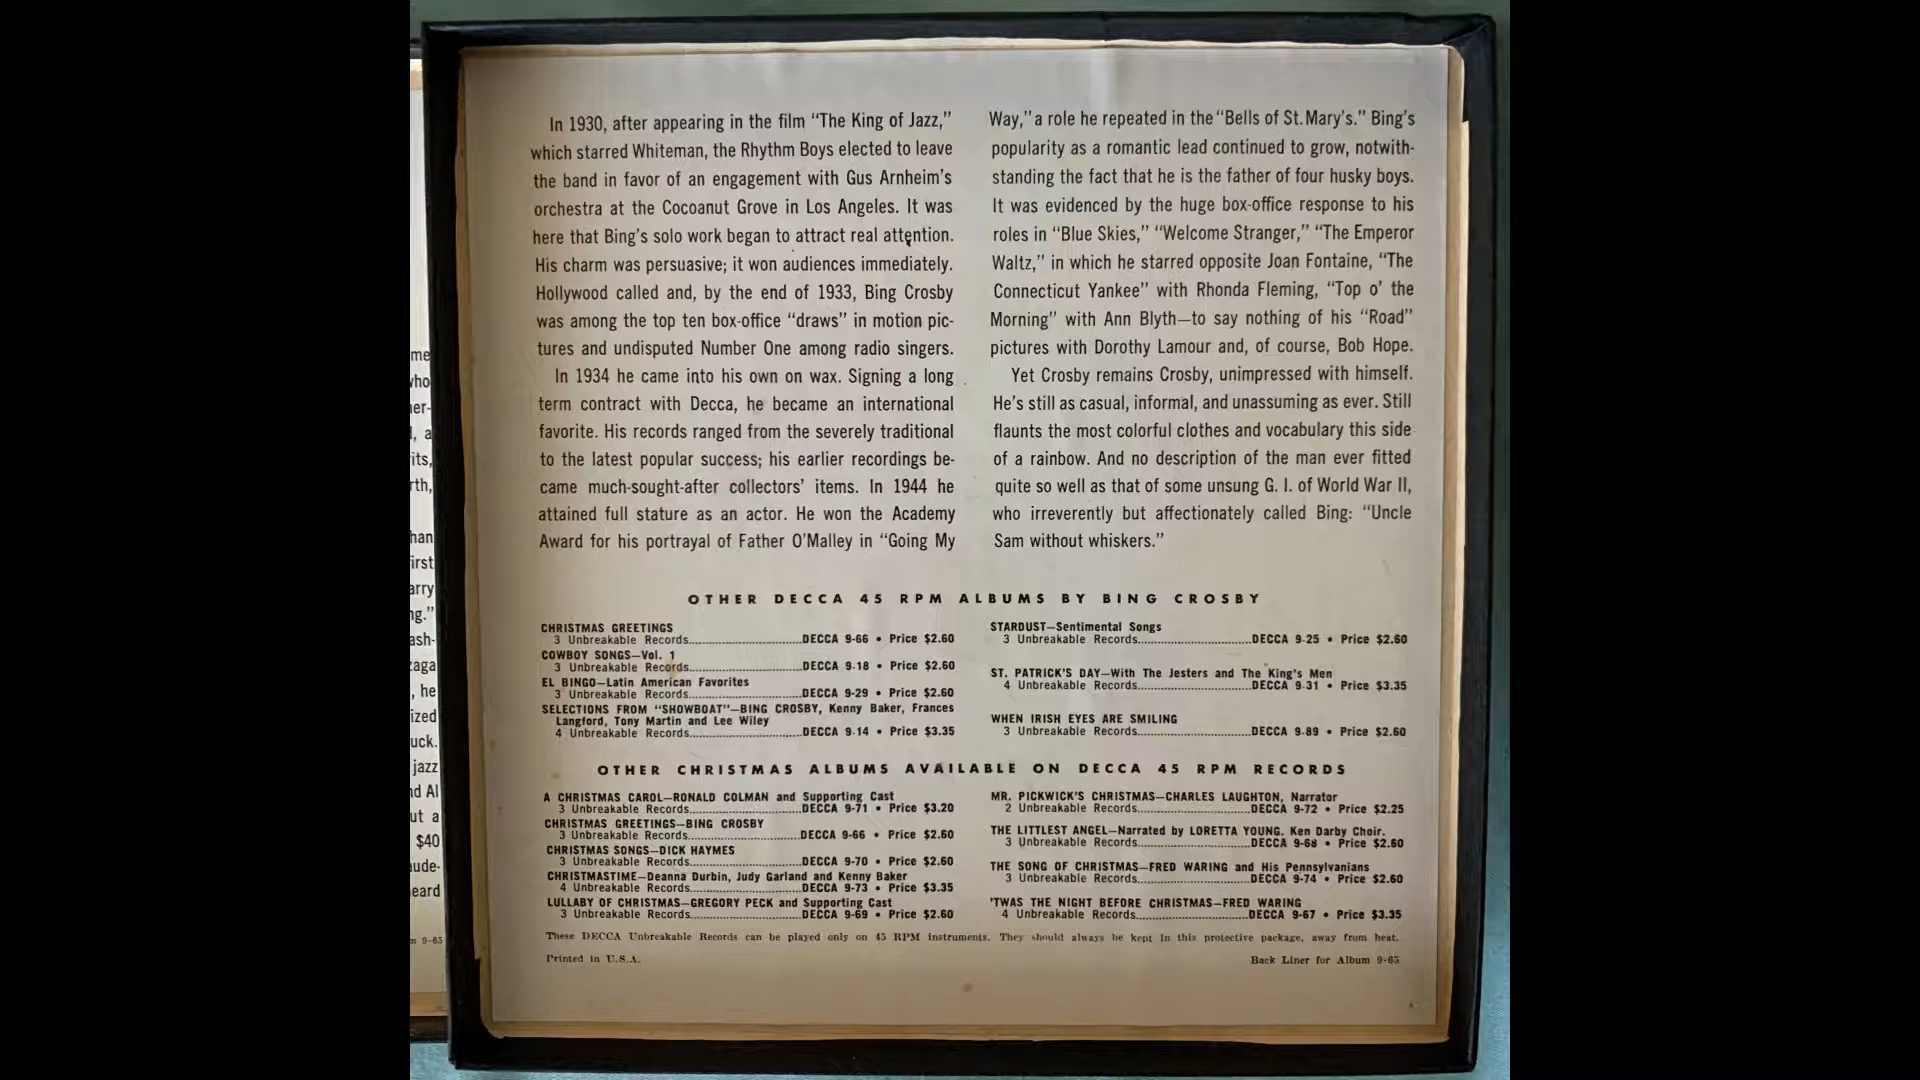 In 1930, after appearing in the film “The King of Jazz,”
which starred Whiteman, the Rhythm Boys elected to leave
the band in favor of an engagement with Gus Arnheim’s
orchestra at the Cocoanut Grove in Los Angeles. It was
here that Bing’s solo work began to attract real attention.
His charm was persuasive; it won audiences immediately.
Hollywood called and, by the end of 1933, Bing Crosby
was among the top ten box-office “draws” in motion pic-
tures and undisputed Number One among radio singers.
In 1934 he came into his own on wax. Signing a long
term contract with Decca, he became an international
favorite. His records ranged from the severely traditional
to the latest popular success; his earlier recordings be-
came much-sought-after collectors’ items. In 1944 he
attained full stature as an actor. He won the Academy
Award for his portrayal of Father O’Malley in “Going My
Way,” a role he repeated in the “Bells of St. Mary’s.” Bing’s
popularity as a romantic lead continued to grow, notwith-
standing the fact that he is the father of four husky boys.
It was evidenced by the huge box-office response to his
roles in “Blue Skies,” “Welcome Stranger,” “The Emperor
Waltz,” in which he starred opposite Joan Fontaine, “The
Connecticut Yankee” with Rhonda Fleming, “Top o’ the
Morning” with Ann Blyth—to say nothing of his “Road”
pictures with Dorothy Lamour and, of course, Bob Hope.
Yet Crosby remains Crosby, unimpressed with himself.
He’s still as casual, informal, and unassuming as ever. Still
flaunts the most colorful clothes and vocabulary this side
of a rainbow. And no description of the man ever fitted
quite so well as that of some unsung G. I. of World War II,
who irreverently but affectionately called Bing: “Uncle
Sam without whiskers.”
OTHER DECCA 45 RPM ALBUMS BY BING CROSBY
CHRISTMAS GREETINGS
3 Unbreakable Records..........DECCA 9-66 • Price $2.60
COWBOY SONGS—Vol. 1
3 Unbreakable Records..........DECCA 9-18 • Price $2.60
EL BINGO—Latin American Favorites
3 Unbreakable Records..........DECCA 9-29 • Price $2.60
SELECTIONS FROM “SHOWBOAT”—BING CROSBY, Kenny Baker, Frances
Langford, Tony Martin and Lee Wiley
4 Unbreakable Records..........DECCA 9-14 • Price $3.35
STARDUST—Sentimental Songs
3 Unbreakable Records..........DECCA 9-25 • Price $2.60
ST. PATRICK’S DAY—With The Jesters and The King’s Men
4 Unbreakable Records..........DECCA 9-31 • Price $3.35
WHEN IRISH EYES ARE SMILING
3 Unbreakable Records..........DECCA 9-89 • Price $2.60
OTHER CHRISTMAS ALBUMS AVAILABLE ON DECCA 45 RPM RECORDS
A CHRISTMAS CAROL—RONALD COLMAN and Supporting Cast
3 Unbreakable Records..........DECCA 9-71 • Price $3.20
CHRISTMAS GREETINGS—BING CROSBY
3 Unbreakable Records..........DECCA 9-66 • Price $2.60
CHRISTMAS SONGS—DICK HAYMES
3 Unbreakable Records..........DECCA 9-70 • Price $2.60
CHRISTMASTIME—Deanna Durbin, Judy Garland and Kenny Baker
4 Unbreakable Records..........DECCA 9-73 • Price $3.35
LULLABY OF CHRISTMAS—GREGORY PECK and Supporting Cast
3 Unbreakable Records..........DECCA 9-69 • Price $2.60
MR. PICKWICK’S CHRISTMAS—CHARLES LAUGHTON, Narrator
2 Unbreakable Records..........DECCA 9-72 • Price $2.25
THE LITTLEST ANGEL—Narrated by LORETTA YOUNG. Ken Darby Choir.
3 Unbreakable Records..........DECCA 9-68 • Price $2.60
THE SONG OF CHRISTMAS—FRED WARING and His Pennsylvanians
3 Unbreakable Records..........DECCA 9-74 • Price $2.60
’TWAS THE NIGHT BEFORE CHRISTMAS—FRED WARING
4 Unbreakable Records..........DECCA 9-67 • Price $3.35
These DECCA Unbreakable Records can be played only on 45 RPM instruments. They should always be kept in this protective package, away from heat.
Printed in U.S.A.
Back Liner for Album 9-65